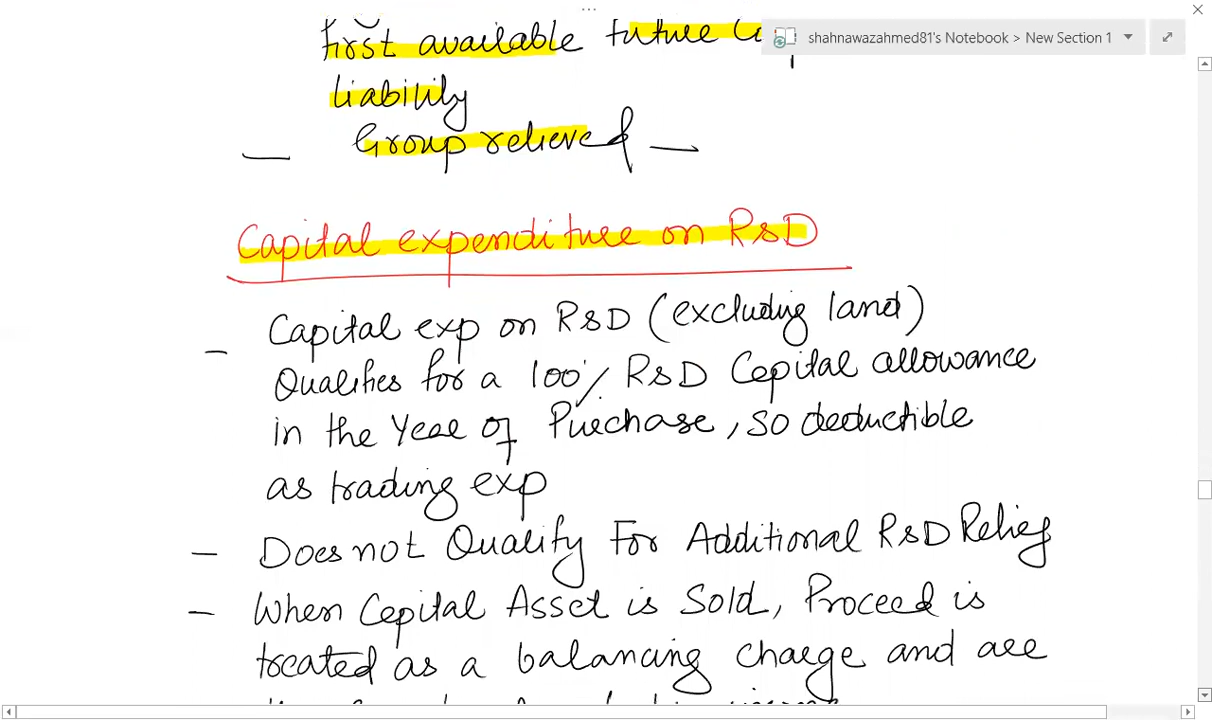 shahnawazahmed81's Notebook > New Section 1
first available future
liability
— Group relieved —
Capital expenditure on R&D
- Capital exp on R&D (excluding land)
Qualifies for a 100% R&D Capital allowance
in the Year of Purchase, so deductible
as trading exp
- Does not Qualify For Additional R&D Relief
- When Capital Asset is Sold, Proceed is
treated as a balancing charge and are